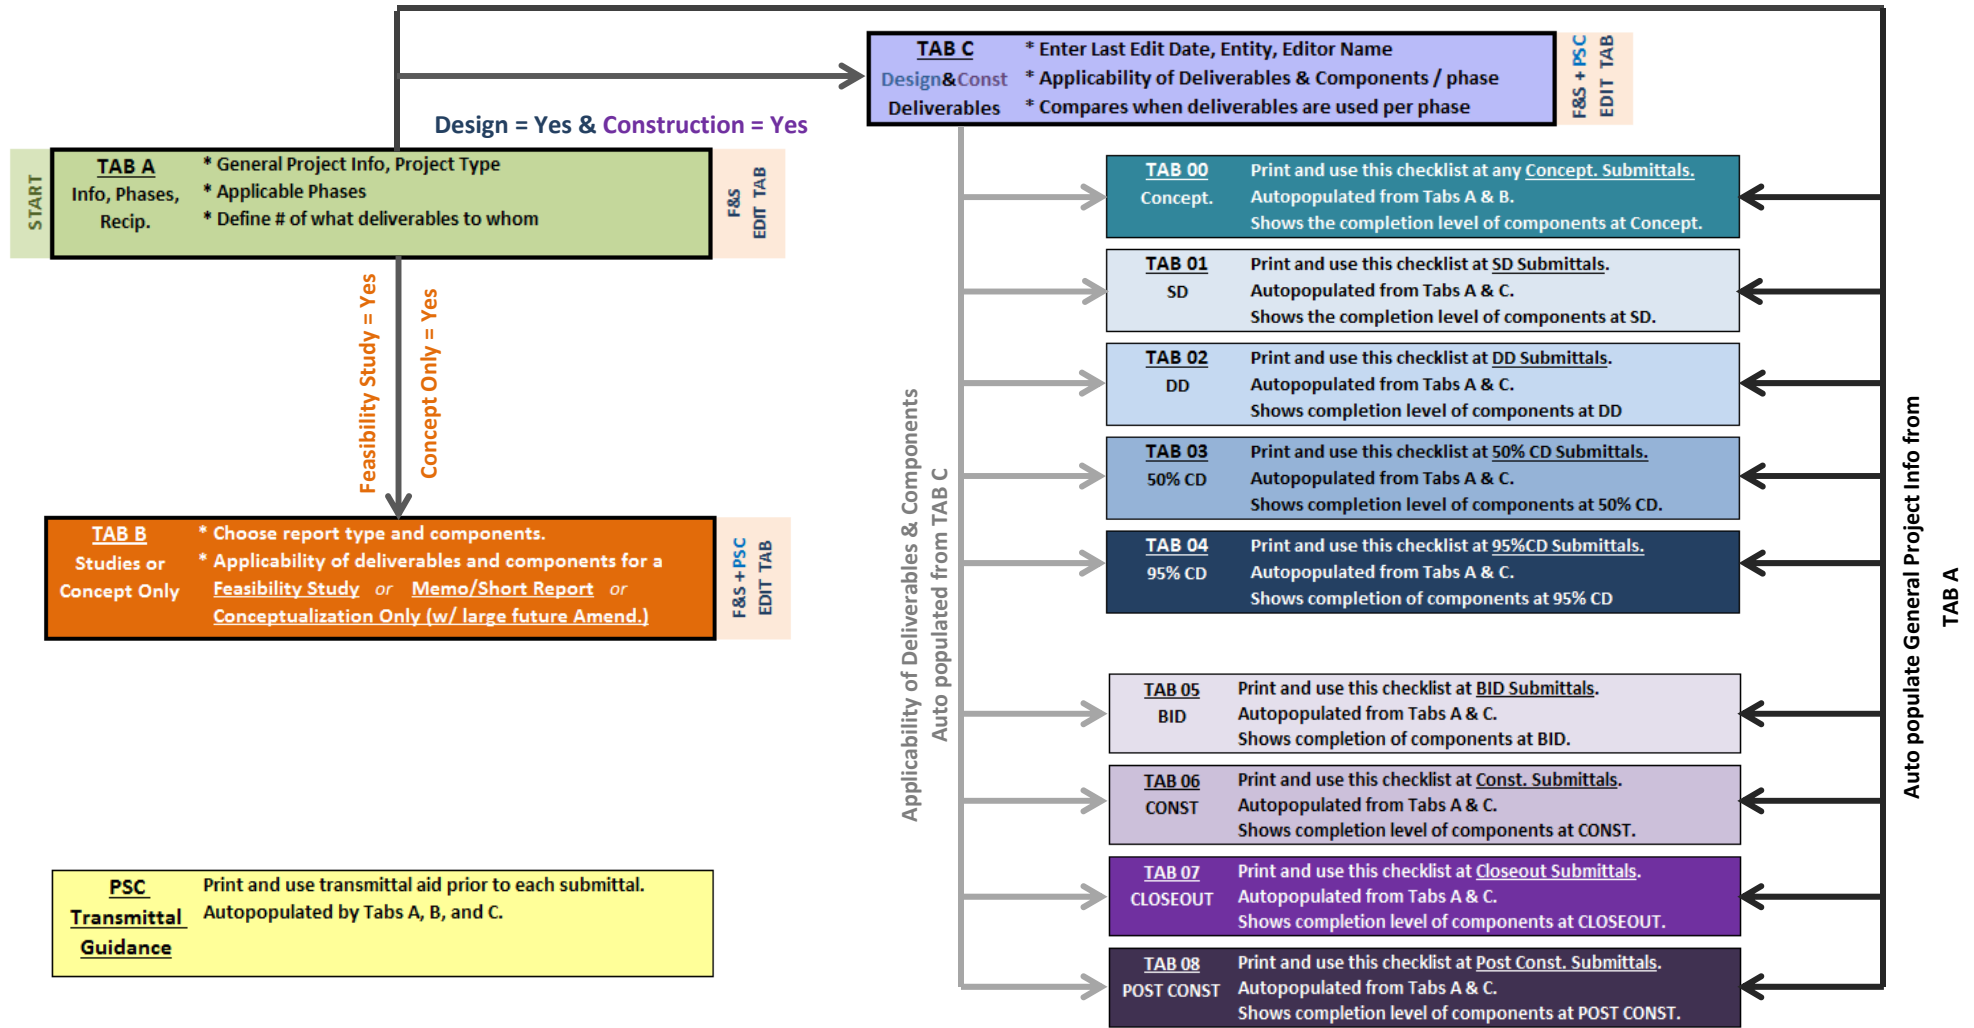 TAB C
Design&Const
Deliverables
* Enter Last Edit Date, Entity, Editor Name
* Applicability of Deliverables & Components / phase
* Compares when deliverables are used per phase
F&S + PSC
EDIT TAB
Design = Yes & Construction = Yes
START
TAB A
Info, Phases,
Recip.
* General Project Info, Project Type
* Applicable Phases
* Define # of what deliverables to whom
F&S
EDIT TAB
Feasibility Study = Yes
Concept Only = Yes
TAB B
Studies or
Concept Only
* Choose report type and components.
* Applicability of deliverables and components for a
Feasibility Study or Memo/Short Report or
Conceptualization Only (w/ large future Amend.)
F&S + PSC
EDIT TAB
PSC
Transmittal
Guidance
Print and use transmittal aid prior to each submittal.
Autopopulated by Tabs A, B, and C.
Applicability of Deliverables & Components
Auto populated from TAB C
TAB 00
Concept.
Print and use this checklist at any Concept. Submittals.
Autopopulated from Tabs A & B.
Shows the completion level of components at Concept.
TAB 01
SD
Print and use this checklist at SD Submittals.
Autopopulated from Tabs A & C.
Shows the completion level of components at SD.
TAB 02
DD
Print and use this checklist at DD Submittals.
Autopopulated from Tabs A & C.
Shows completion level of components at DD
TAB 03
50% CD
Print and use this checklist at 50% CD Submittals.
Autopopulated from Tabs A & C.
Shows completion level of components at 50% CD.
TAB 04
95% CD
Print and use this checklist at 95%CD Submittals.
Autopopulated from Tabs A & C.
Shows completion of components at 95% CD
TAB 05
BID
Print and use this checklist at BID Submittals.
Autopopulated from Tabs A & C.
Shows completion of components at BID.
TAB 06
CONST
Print and use this checklist at Const. Submittals.
Autopopulated from Tabs A & C.
Shows completion level of components at CONST.
TAB 07
CLOSEOUT
Print and use this checklist at Closeout Submittals.
Autopopulated from Tabs A & C.
Shows completion level of components at CLOSEOUT.
TAB 08
POST CONST
Print and use this checklist at Post Const. Submittals.
Autopopulated from Tabs A & C.
Shows completion level of components at POST CONST.
Auto populate General Project Info from
TAB A